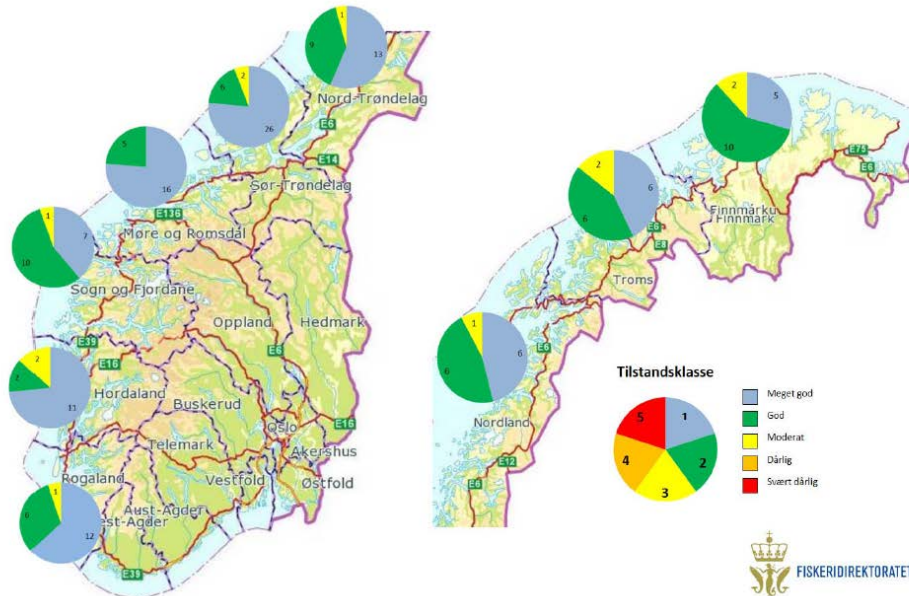 1
9
13
Nord-Trøndelag
2
6
26
E6
E14
5
16
Sør-Trøndelag
E136
Møre og Romsdal
1
7
10
Sogn og Fjordane
Oppland
Hedmark
E39
E16
E6
2
2
11
Hordaland
Buskerud
E16
Oslo
Telemark
Akershus
Rogaland
Vestfold
Østfold
1
6
12
Aust-Agder
est-Agder
E39
2
5
10
E75
E6
2
6
6
Finnmárku
Finnmark
E6
E8
Troms
1
6
6
E6
Nordland
E12
E6
Tilstandsklasse
1
2
3
4
5
Meget god
God
Moderat
Dårlig
Svært dårlig
FISKERIDIREKTORATET